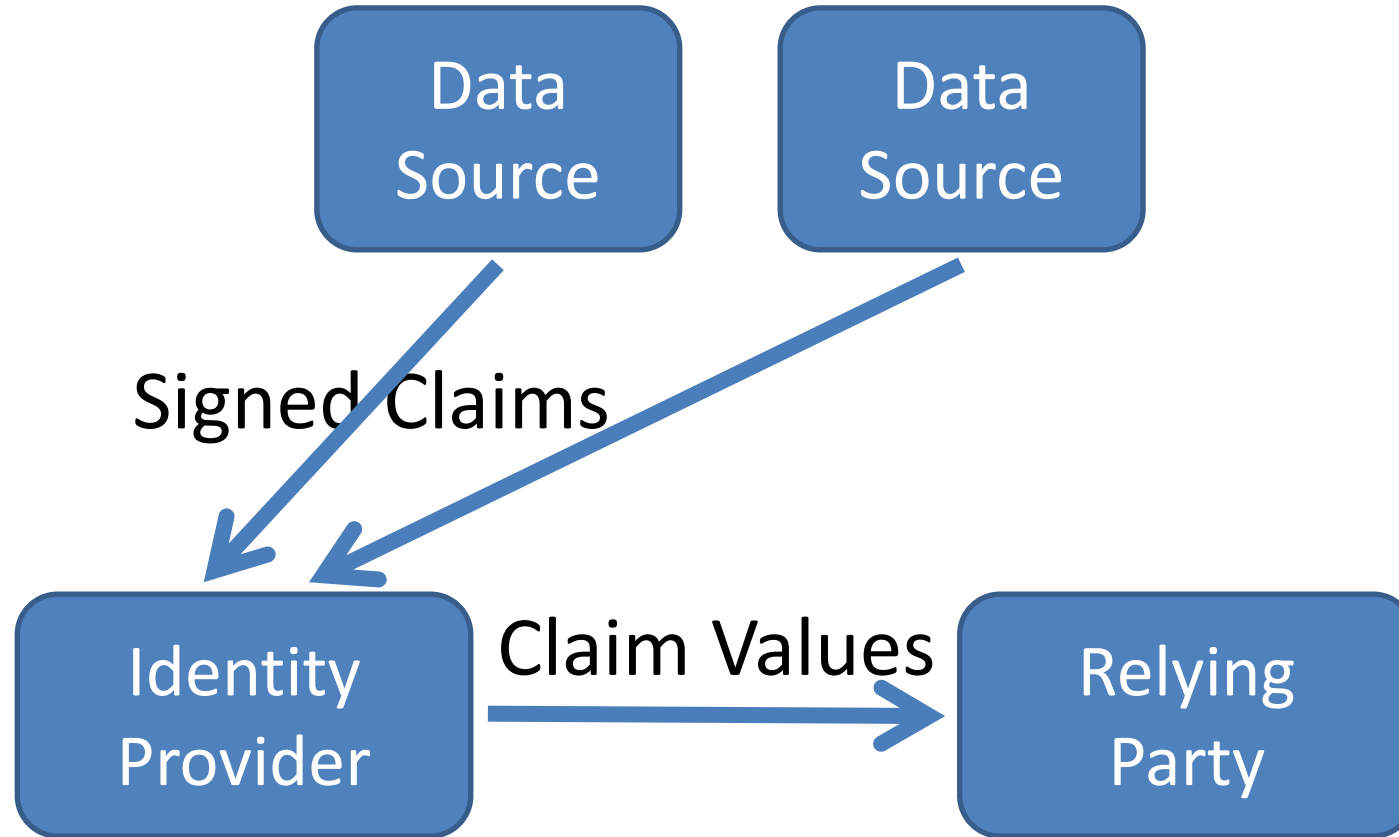 Data
Source
Data
Source
Signed Claims
Claim Values
Identity
Provider
Relying
Party